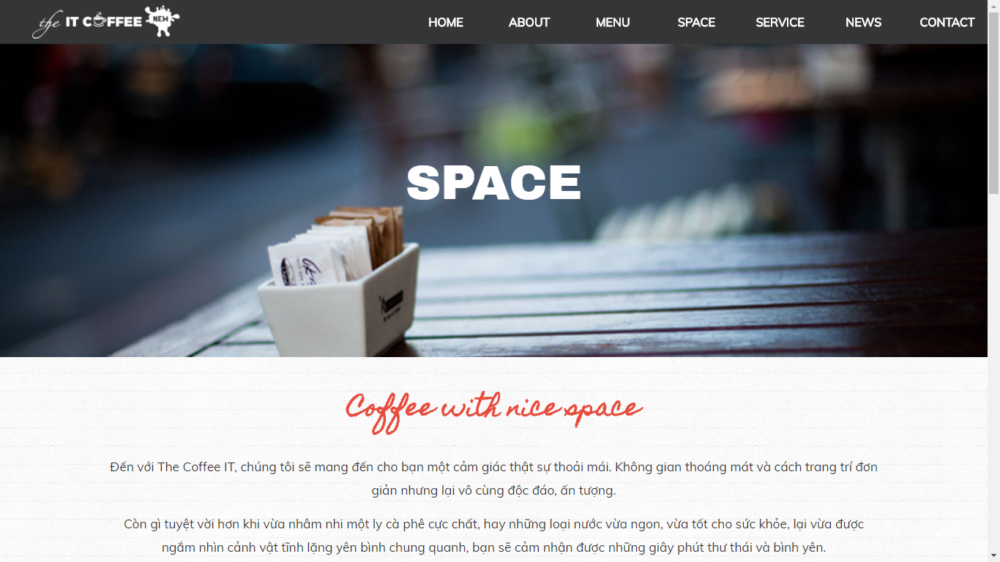 the IT COFFEE NEW
HOME ABOUT MENU SPACE SERVICE NEWS CONTACT
SPACE
Coffee with nice space
Đến với The Coffee IT, chúng tôi sẽ mang đến cho bạn một cảm giác thật sự thoải mái. Không gian thoáng mát và cách trang trí đơn
giản nhưng lại vô cùng độc đáo, ấn tượng.
Còn gì tuyệt vời hơn khi vừa nhâm nhi một ly cà phê cực chất, hay những loại nước vừa ngon, vừa tốt cho sức khỏe, lại vừa được
ngắm nhìn cảnh vật tĩnh lặng yên bình chung quanh, bạn sẽ cảm nhận được những giây phút thư thái và bình yên.